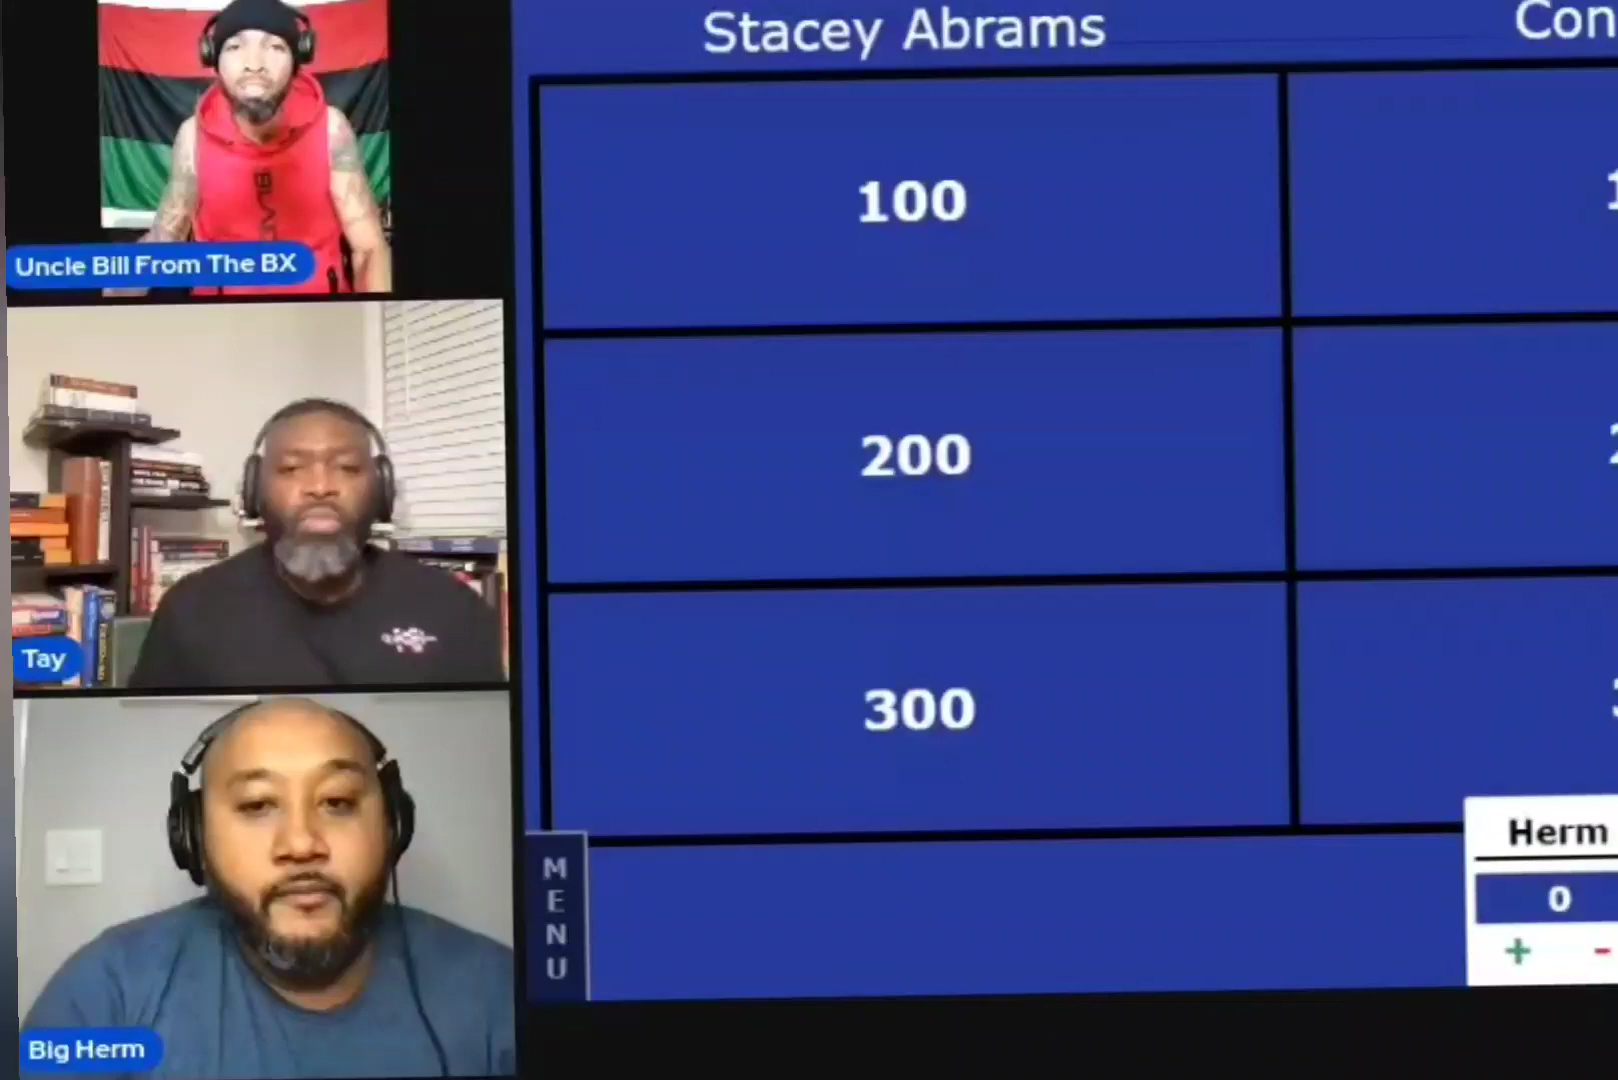 Stacey Abrams
Con
100
200
300
Uncle Bill From The BX
Tay
Big Herm
MENU
Herm
0
+ -